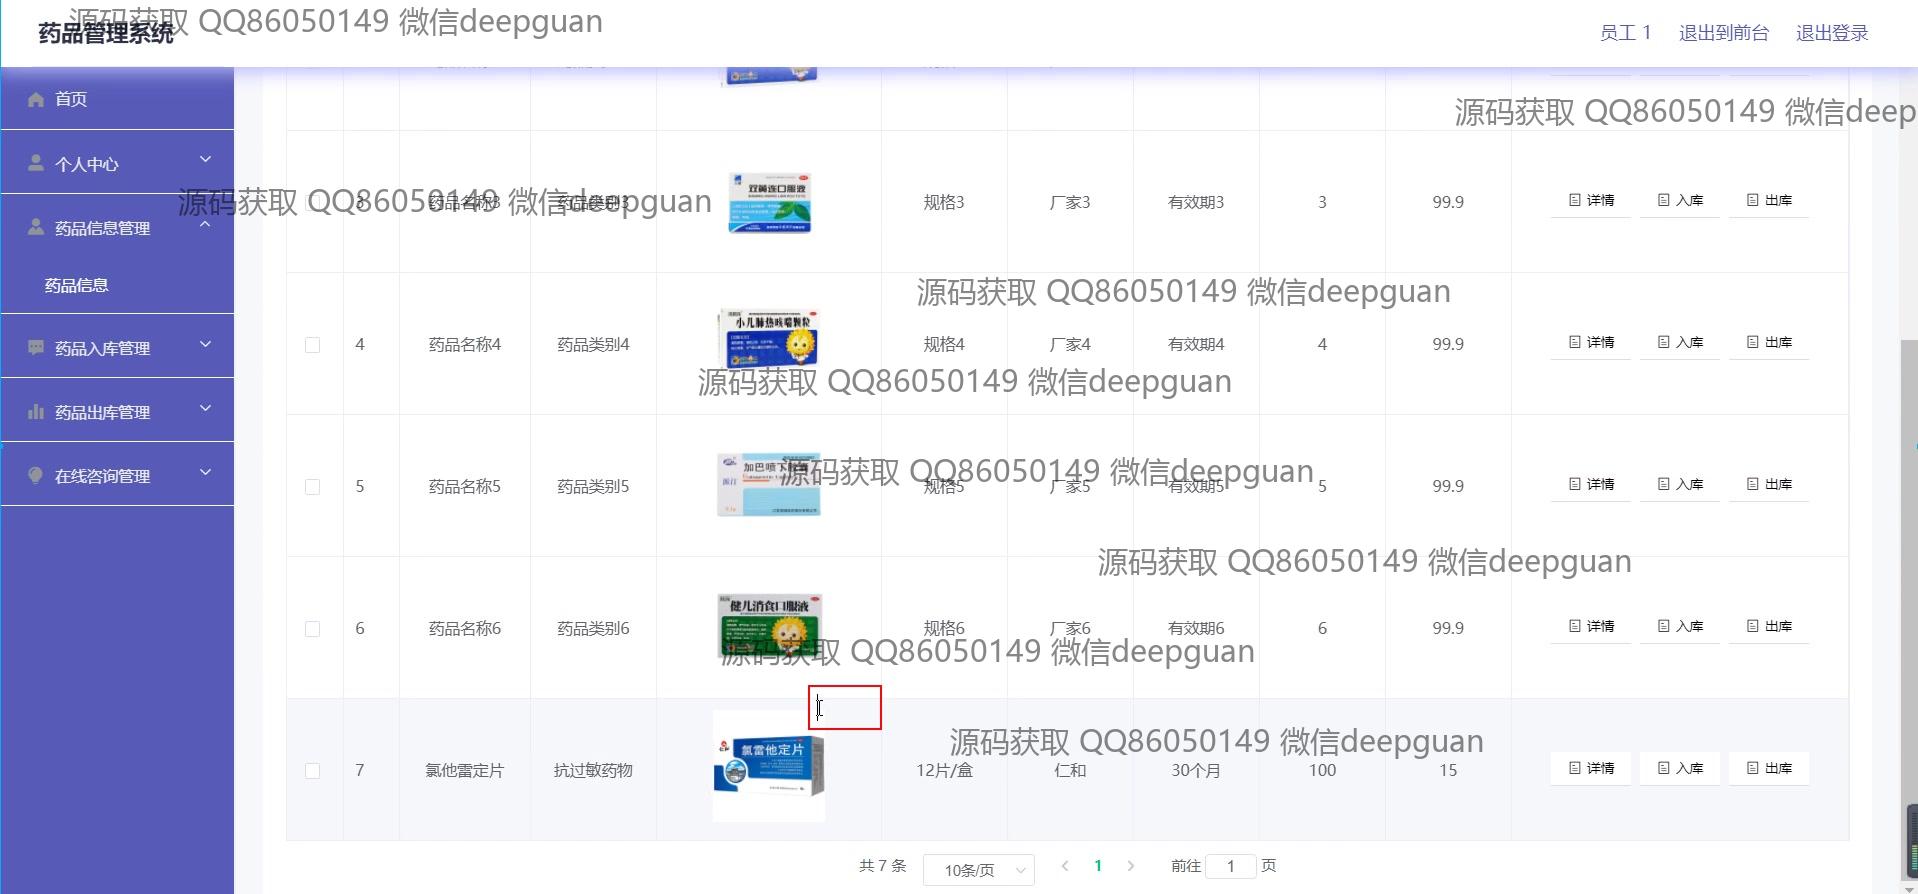 源码获取 QQ86050149 微信deepguan
药品管理系统
员工 1 退出到前台 退出登录
首页
源码获取 QQ86050149 微信deep
个人中心
源码获取 QQ86050149 微信deepguan
3 药品名称3 药品类别3 双黄连口服液 规格3 厂家3 有效期3 3 99.9 详情 入库 出库
药品信息管理
药品信息
源码获取 QQ86050149 微信deepguan
药品入库管理
小儿肺热咳喘颗粒
4 药品名称4 药品类别4 规格4 厂家4 有效期4 4 99.9 详情 入库 出库
源码获取 QQ86050149 微信deepguan
药品出库管理
在线咨询管理
加巴喷丁胶囊
源码获取 QQ86050149 微信deepguan
5 药品名称5 药品类别5 规格5 厂家5 有效期5 5 99.9 详情 入库 出库
源码获取 QQ86050149 微信deepguan
健儿消食口服液
6 药品名称6 药品类别6 规格6 厂家6 有效期6 6 99.9 详情 入库 出库
源码获取 QQ86050149 微信deepguan
源码获取 QQ86050149 微信deepguan
氯雷他定片
7 氯他雷定片 抗过敏药物 12片/盒 仁和 30个月 100 15 详情 入库 出库
共 7 条 10条/页 1 前往 1 页